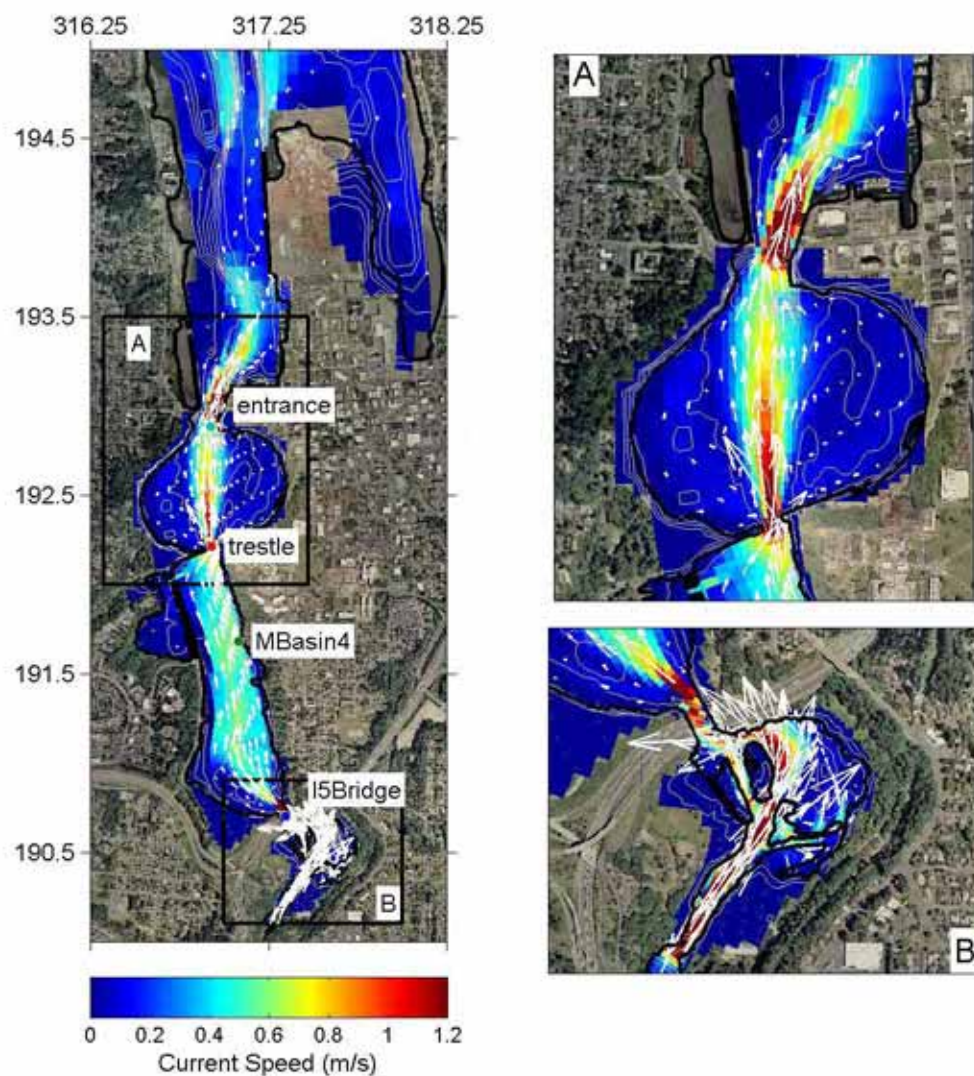 316.25 317.25 318.25
194.5
193.5
192.5
191.5
190.5
A
entrance
trestle
MBasin4
I5Bridge
B
0 0.2 0.4 0.6 0.8 1 1.2
Current Speed (m/s)
A
B